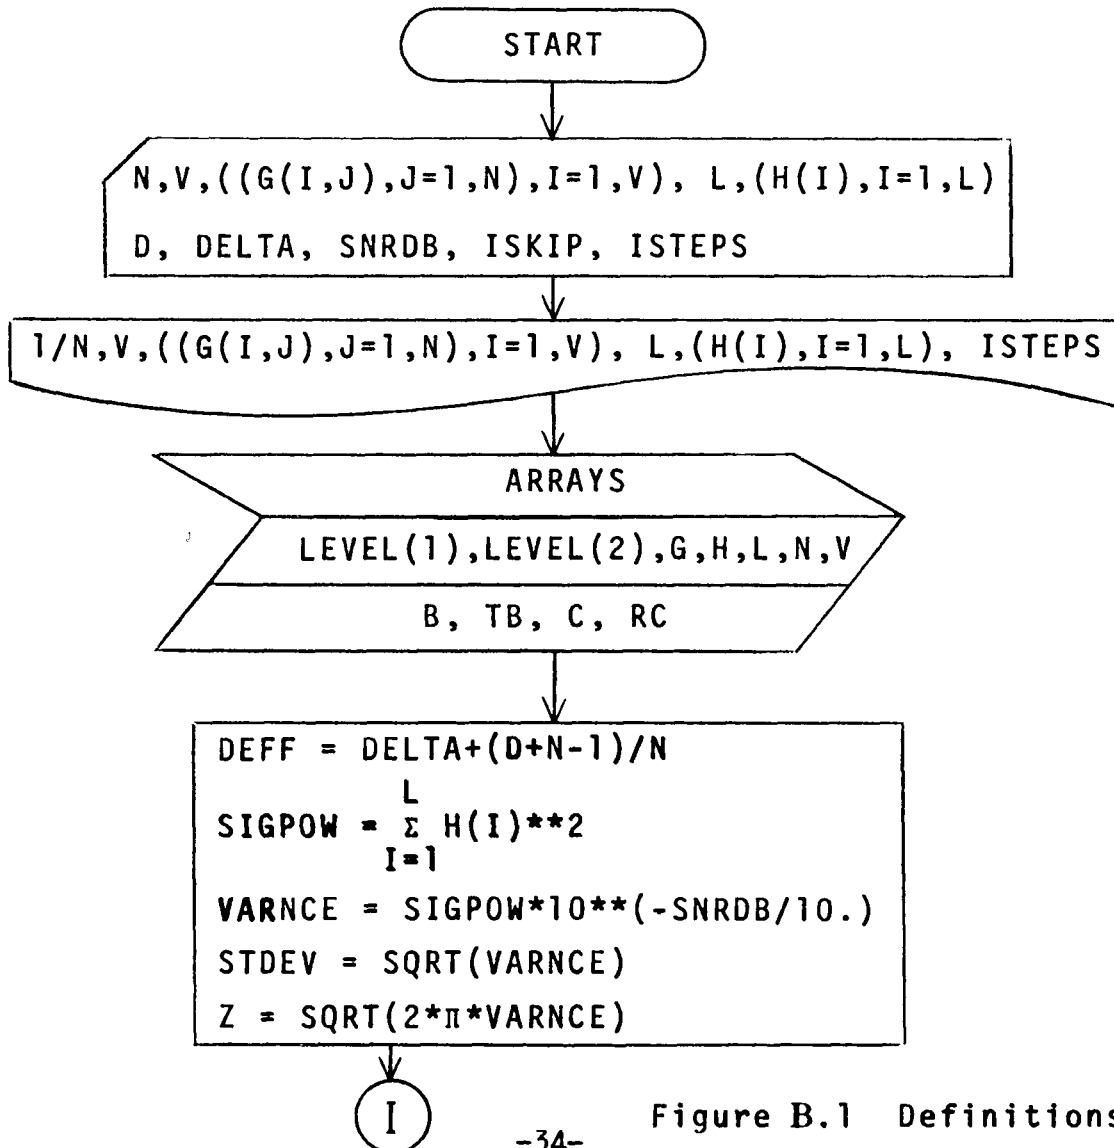 START
N,V,((G(I,J),J=1,N),I=1,V), L,(H(I),I=1,L)
D, DELTA, SNRDB, ISKIP, ISTEPS
1/N,V,((G(I,J),J=1,N),I=1,V), L,(H(I),I=1,L), ISTEPS
ARRAYS
LEVEL(1),LEVEL(2),G,H,L,N,V
B, TB, C, RC
DEFF = DELTA+(D+N-1)/N
L
SIGPOW = Σ H(I)**2
I=1
VARNCE = SIGPOW*10**(-SNRDB/10.)
STDEV = SQRT(VARNCE)
Z = SQRT(2*π*VARNCE)
I
Figure B.1 Definitions
-34-